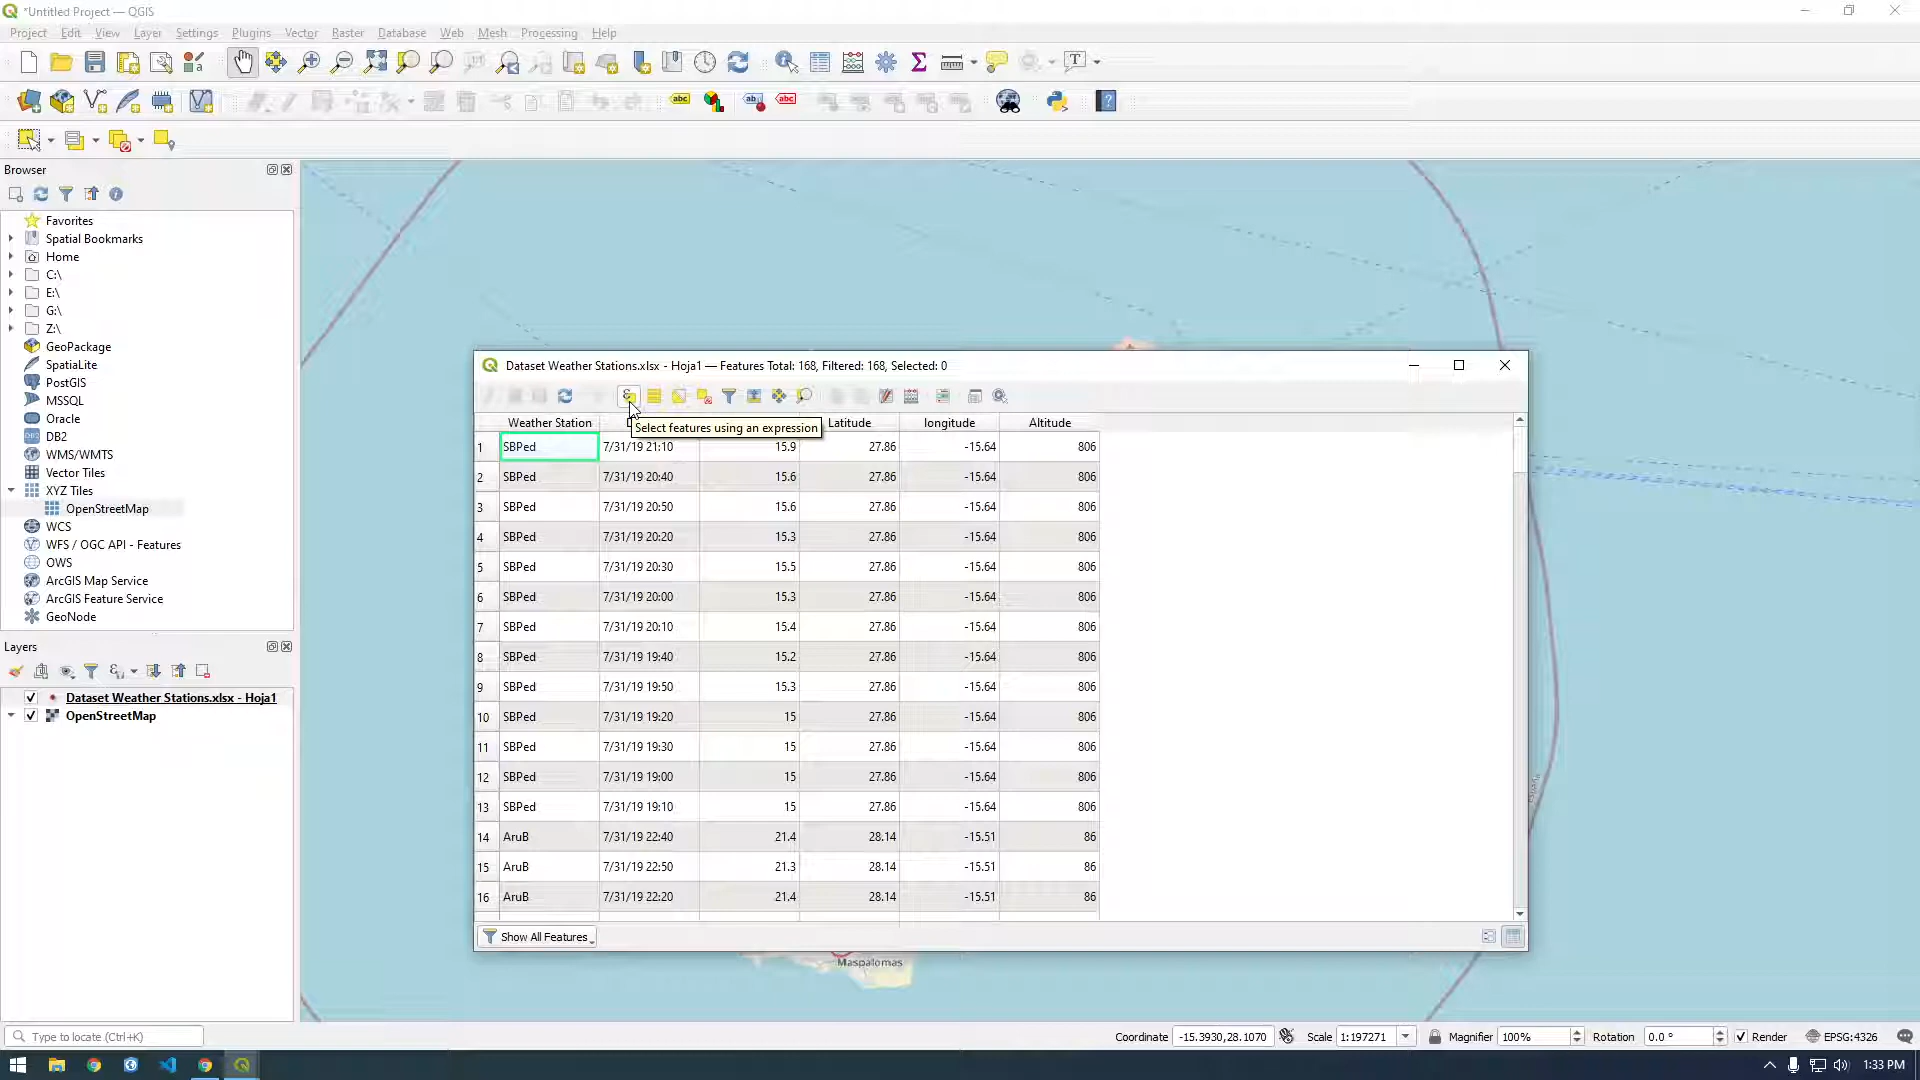 *Untitled Project — QGIS
Project Edit View Layer Settings Plugins Vector Raster Database Web Mesh Processing Help
Browser
Favorites
Spatial Bookmarks
Home
C:\
E:\
G:\
Z:\
GeoPackage
SpatiaLite
PostGIS
MSSQL
Oracle
DB2
WMS/WMTS
Vector Tiles
XYZ Tiles
OpenStreetMap
WCS
WFS / OGC API - Features
OWS
ArcGIS Map Service
ArcGIS Feature Service
GeoNode
Layers
Dataset Weather Stations.xlsx - Hoja1
OpenStreetMap
Dataset Weather Stations.xlsx - Hoja1 — Features Total: 168, Filtered: 168, Selected: 0
Select features using an expression
Weather Station Latitude longitude Altitude
1 SBPed 7/31/19 21:10 15.9 27.86 -15.64 806
2 SBPed 7/31/19 20:40 15.6 27.86 -15.64 806
3 SBPed 7/31/19 20:50 15.6 27.86 -15.64 806
4 SBPed 7/31/19 20:20 15.3 27.86 -15.64 806
5 SBPed 7/31/19 20:30 15.5 27.86 -15.64 806
6 SBPed 7/31/19 20:00 15.3 27.86 -15.64 806
7 SBPed 7/31/19 20:10 15.4 27.86 -15.64 806
8 SBPed 7/31/19 19:40 15.2 27.86 -15.64 806
9 SBPed 7/31/19 19:50 15.3 27.86 -15.64 806
10 SBPed 7/31/19 19:20 15 27.86 -15.64 806
11 SBPed 7/31/19 19:30 15 27.86 -15.64 806
12 SBPed 7/31/19 19:00 15 27.86 -15.64 806
13 SBPed 7/31/19 19:10 15 27.86 -15.64 806
14 AruB 7/31/19 22:40 21.4 28.14 -15.51 86
15 AruB 7/31/19 22:50 21.3 28.14 -15.51 86
16 AruB 7/31/19 22:20 21.4 28.14 -15.51 86
Show All Features
Maspalomas
Type to locate (Ctrl+K)
Coordinate -15.3930,28.1070 Scale 1:197271 Magnifier 100% Rotation 0.0 ° Render EPSG:4326
1:33 PM